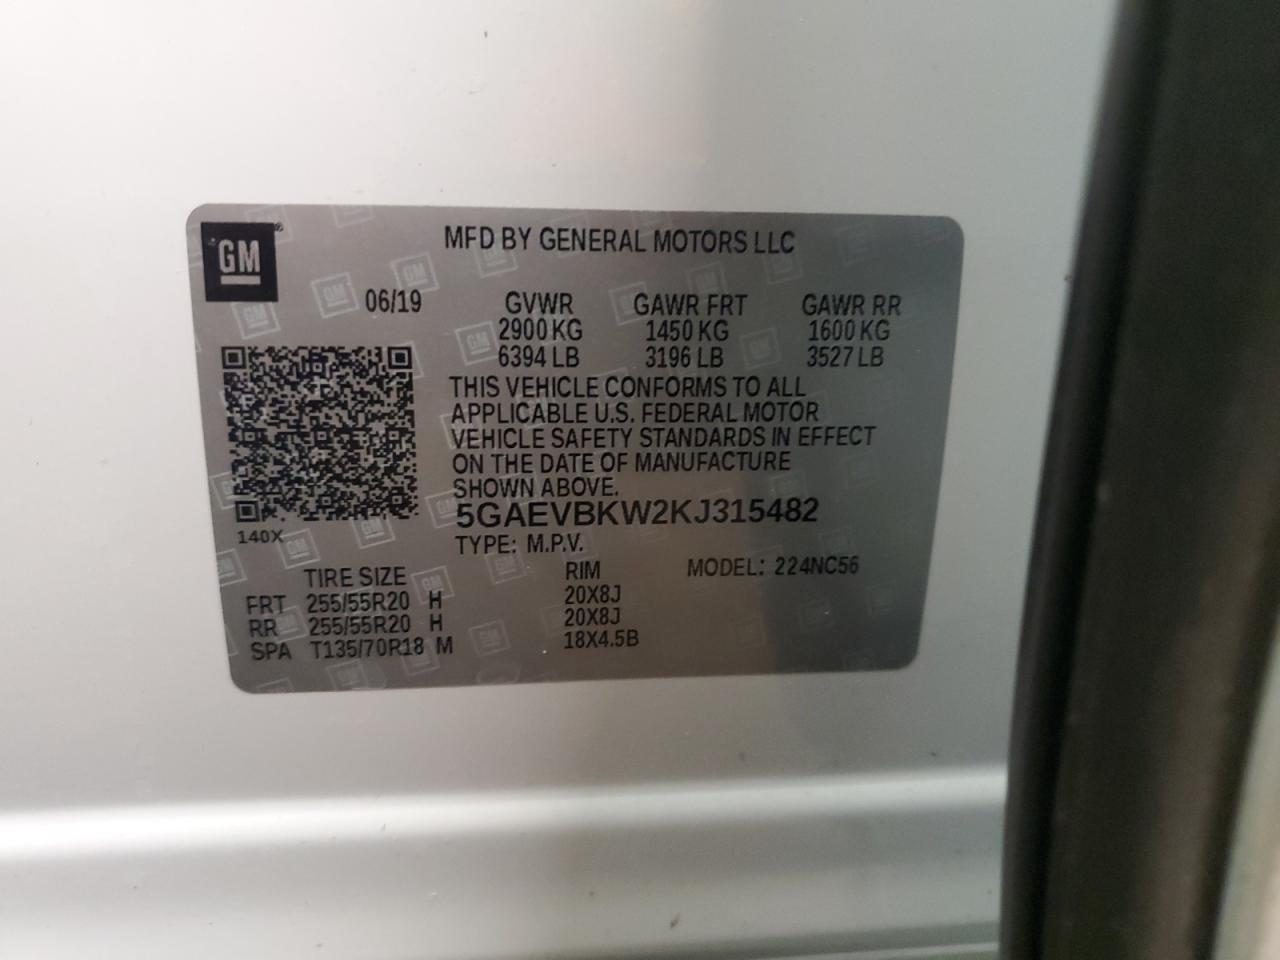 GM
MFD BY GENERAL MOTORS LLC
06/19 GVWR GAWR FRT GAWR RR
2900 KG 1450 KG 1600 KG
6394 LB 3196 LB 3527 LB
THIS VEHICLE CONFORMS TO ALL
APPLICABLE U.S. FEDERAL MOTOR
VEHICLE SAFETY STANDARDS IN EFFECT
ON THE DATE OF MANUFACTURE
SHOWN ABOVE.
5GAEVBKW2KJ315482
140X
TYPE: M.P.V.
TIRE SIZE RIM MODEL: 224NC56
FRT 255/55R20 H 20X8J
RR 255/55R20 H 20X8J
SPA T135/70R18 M 18X4.5B